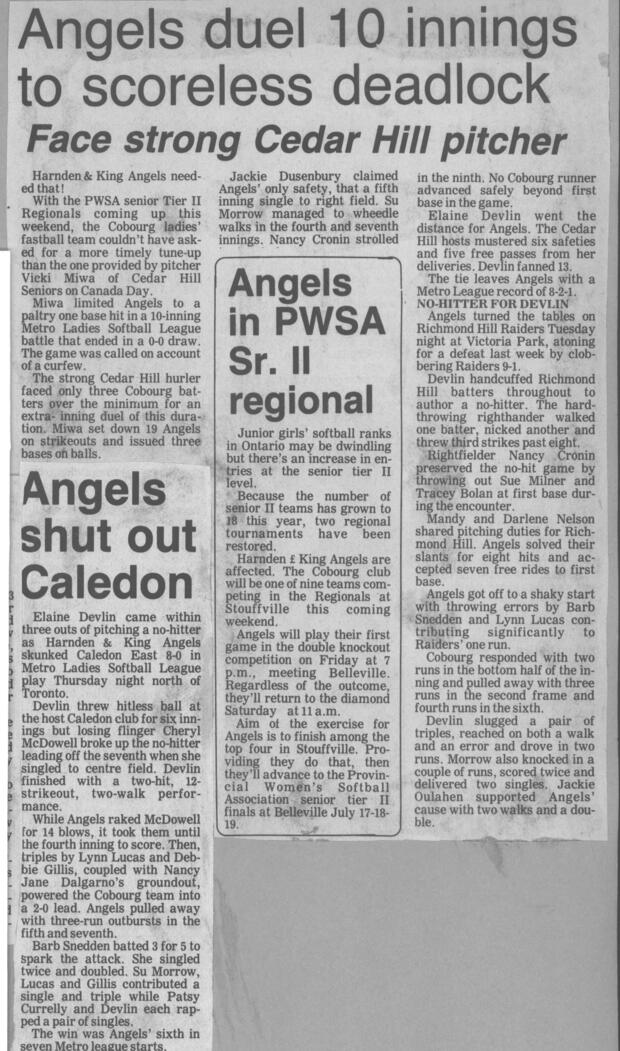 Angels duel 10 innings
to scoreless deadlock
Face strong Cedar Hill pitcher
Harnden & King Angels need-
ed that!
With the PWSA senior Tier II
Regionals coming up this
weekend, the Cobourg ladies'
fastball team couldn't have ask-
ed for a more timely tune-up
than the one provided by pitcher
Vicki Miwa of Cedar Hill
Seniors on Canada Day.
Miwa limited Angels to a
paltry one base hit in a 10-inning
Metro Ladies Softball League
battle that ended in a 0-0 draw.
The game was called on account
of a curfew.
The strong Cedar Hill hurler
faced only three Cobourg bat-
ters over the minimum for an
extra- inning duel of this dura-
tion. Miwa set down 19 Angels
on strikeouts and issued three
bases on balls.
Jackie Dusenbury claimed
Angels' only safety, that a fifth
inning single to right field. Su
Morrow managed to wheedle
walks in the fourth and seventh
innings. Nancy Cronin strolled
in the ninth. No Cobourg runner
advanced safely beyond first
base in the game.
Elaine Devlin went the
distance for Angels. The Cedar
Hill hosts mustered six safeties
and five free passes from her
deliveries. Devlin fanned 13.
The tie leaves Angels with a
Metro League record of 8-2-1.
NO-HITTER FOR DEVLIN
Angels turned the tables on
Richmond Hill Raiders Tuesday
night at Victoria Park, atoning
for a defeat last week by clob-
bering Raiders 9-1.
Devlin handcuffed Richmond
Hill batters throughout to
author a no-hitter. The hard-
throwing righthander walked
one batter, nicked another and
threw third strikes past eight.
Rightfielder Nancy Cronin
preserved the no-hit game by
throwing out Sue Milner and
Tracey Bolan at first base dur-
ing the encounter.
Mandy and Darlene Nelson
shared pitching duties for Rich-
mond Hill. Angels solved their
slants for eight hits and ac-
cepted seven free rides to first
base.
Angels got off to a shaky start
with throwing errors by Barb
Snedden and Lynn Lucas con-
tributing significantly to
Raiders' one run.
Cobourg responded with two
runs in the bottom half of the in-
ning and pulled away with three
runs in the second frame and
fourth runs in the sixth.
Devlin slugged a pair of
triples, reached on both a walk
and an error and drove in two
runs. Morrow also knocked in a
couple of runs, scored twice and
delivered two singles. Jackie
Oulahen supported Angels'
cause with two walks and a dou-
ble.
Angels
in PWSA
Sr. II
regional
Junior girls' softball ranks
in Ontario may be dwindling
but there's an increase in en-
tries at the senior tier II
level.
Because the number of
senior II teams has grown to
18 this year, two regional
tournaments have been
restored.
Harnden £ King Angels are
affected. The Cobourg club
will be one of nine teams com-
peting in the Regionals at
Stouffville this coming
weekend.
Angels will play their first
game in the double knockout
competition on Friday at 7
p.m., meeting Belleville.
Regardless of the outcome,
they'll return to the diamond
Saturday at 11 a.m.
Aim of the exercise for
Angels is to finish among the
top four in Stouffville. Pro-
viding they do that, then
they'll advance to the Provin-
cial Women's Softball
Association senior tier II
finals at Belleville July 17-18-
19.
Angels
shut out
Caledon
Elaine Devlin came within
three outs of pitching a no-hitter
as Harnden & King Angels
skunked Caledon East 8-0 in
Metro Ladies Softball League
play Thursday night north of
Toronto.
Devlin threw hitless ball at
the host Caledon club for six inn-
ings but losing flinger Cheryl
McDowell broke up the no-hitter
leading off the seventh when she
singled to centre field. Devlin
finished with a two-hit, 12-
strikeout, two-walk perfor-
mance.
While Angels raked McDowell
for 14 blows, it took them until
the fourth inning to score. Then,
triples by Lynn Lucas and Deb-
bie Gillis, coupled with Nancy
Jane Dalgarno's groundout,
powered the Cobourg team into
a 2-0 lead. Angels pulled away
with three-run outbursts in the
fifth and seventh.
Barb Snedden batted 3 for 5 to
spark the attack. She singled
twice and doubled. Su Morrow,
Lucas and Gillis contributed a
single and triple while Patsy
Currelly and Devlin each rap-
ped a pair of singles.
The win was Angels' sixth in
seven Metro league starts.